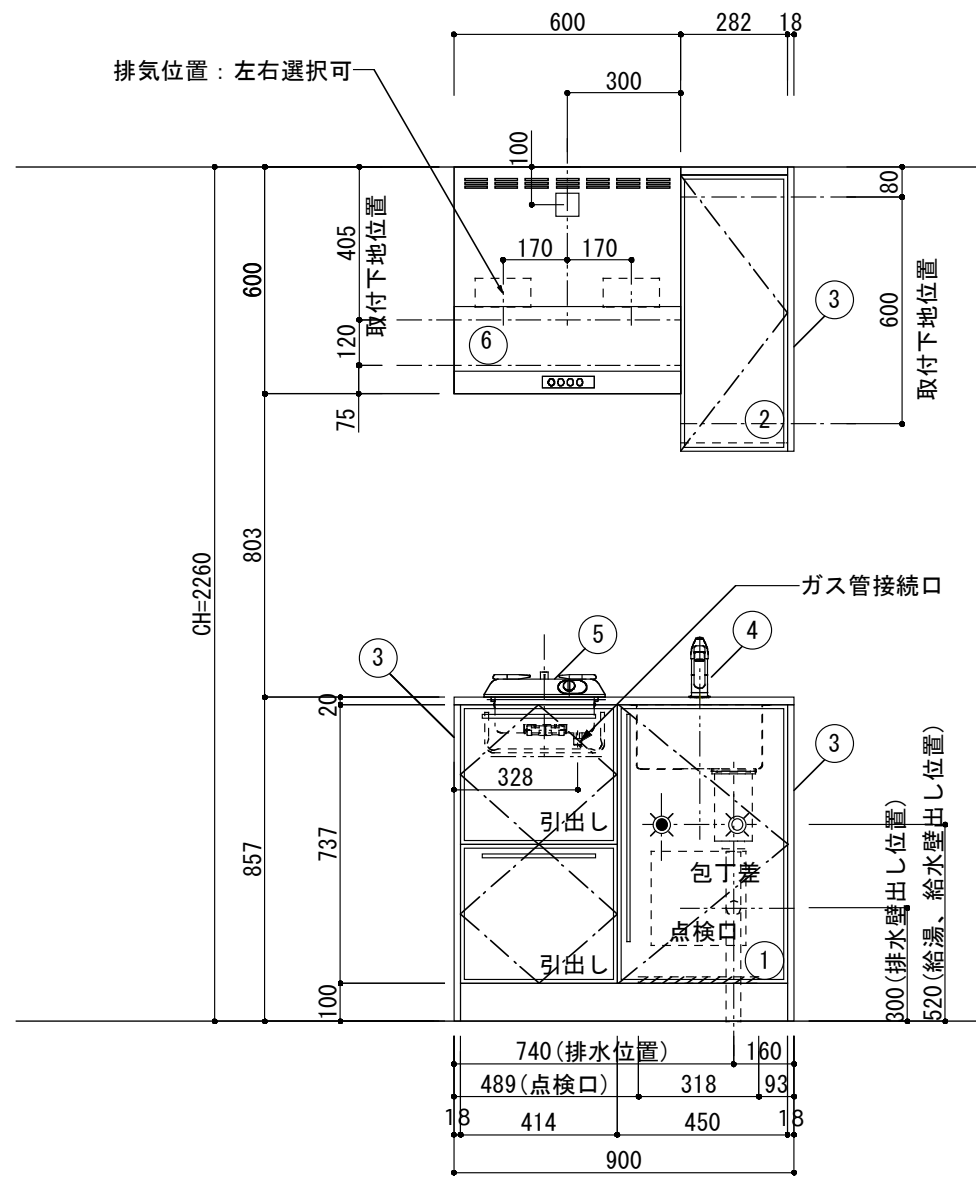 600
282
18
排気位置：左右選択可
300
100
80
405
取付下地位置
600
170
170
600
取付下地位置
3
120
6
75
2
CH=2260
803
ガス管接続口
5
4
3
3
20
328
引出し
857
737
包丁差
点検口
引出し
1
100
300(排水壁出し位置)
520(給湯、給水壁出し位置)
740(排水位置)
160
489(点検口)
318
93
18
414
450
18
900